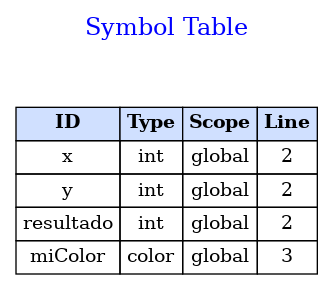 Symbol Table
ID Type Scope Line
x int global 2
y int global 2
resultado int global 2
miColor color global 3